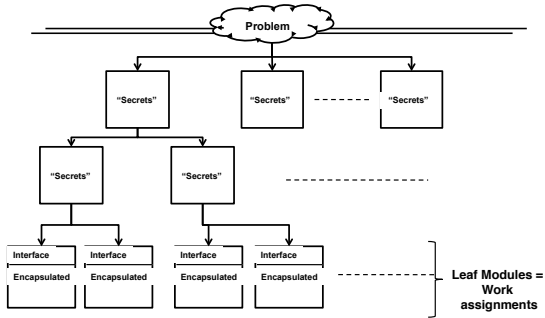 Problem
“Secrets”
“Secrets”
“Secrets”
“Secrets”
“Secrets”
Interface
Interface
Interface
Interface
Encapsulated
Encapsulated
Encapsulated
Encapsulated
Leaf Modules =
Work
assignments